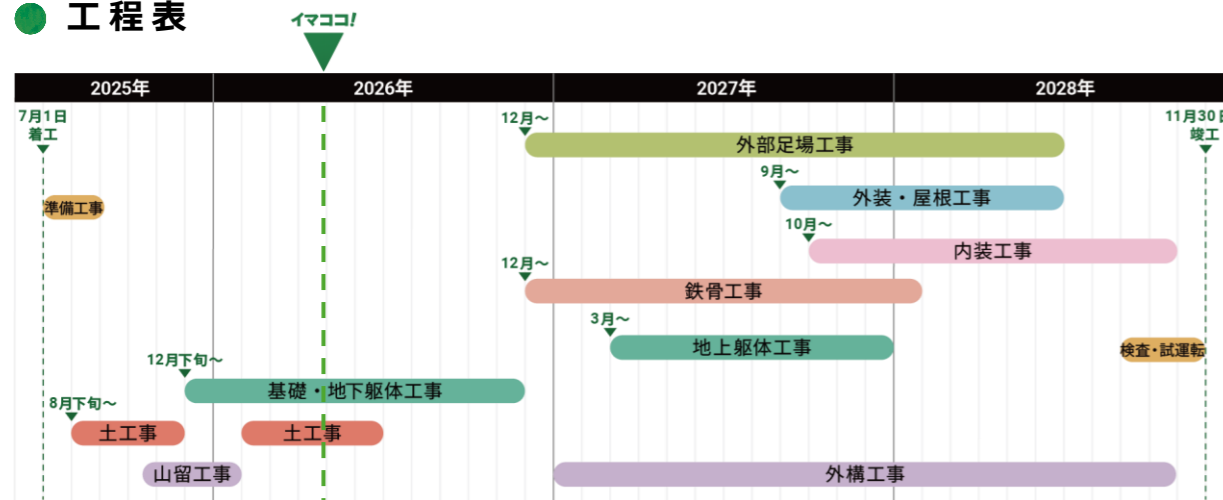 工程表
イマココ!
2025年 2026年 2027年 2028年
7月1日
着工
11月30日
竣工
12月〜
外部足場工事
9月〜
外装・屋根工事
準備工事
10月〜
内装工事
12月〜
鉄骨工事
3月〜
地上躯体工事
検査・試運転
12月下旬〜
基礎・地下躯体工事
8月下旬〜
土工事 土工事
山留工事 外構工事